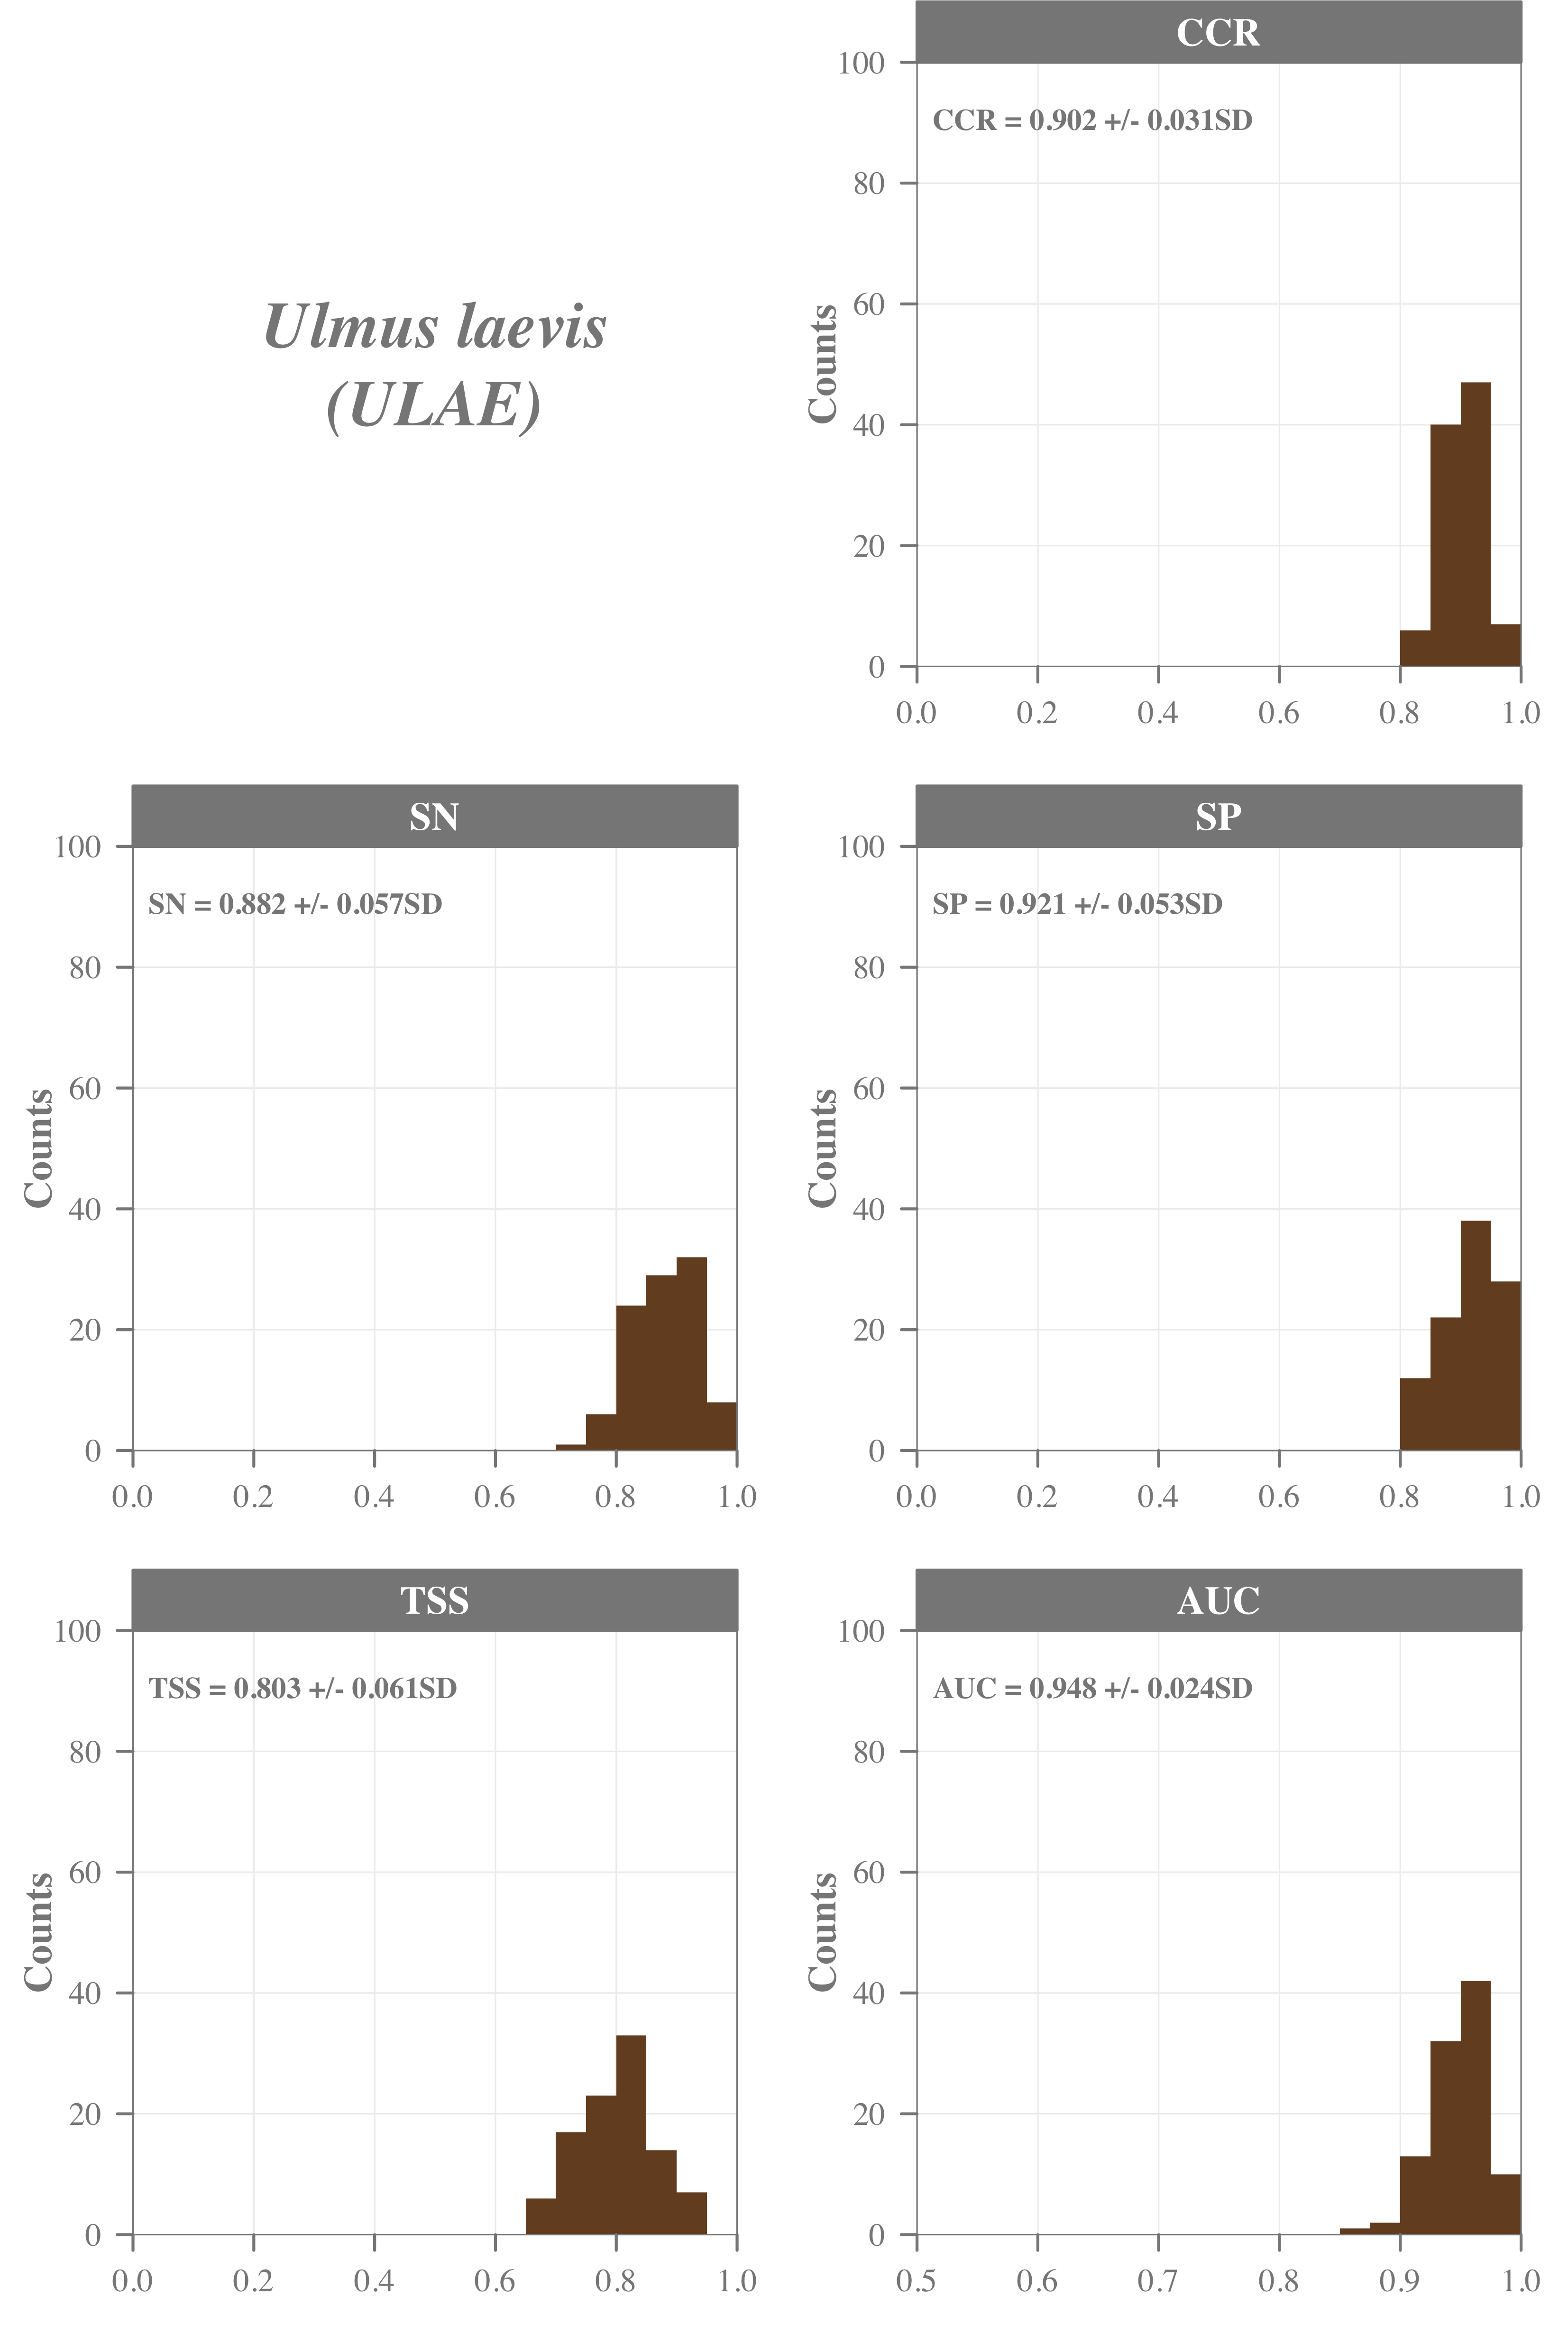 Ulmus laevis
(ULAE)
CCR
CCR = 0.902 +/- 0.031SD
Counts
100
80
60
40
20
0
0.0 0.2 0.4 0.6 0.8 1.0
SN
SN = 0.882 +/- 0.057SD
Counts
100
80
60
40
20
0
0.0 0.2 0.4 0.6 0.8 1.0
SP
SP = 0.921 +/- 0.053SD
Counts
100
80
60
40
20
0
0.0 0.2 0.4 0.6 0.8 1.0
TSS
TSS = 0.803 +/- 0.061SD
Counts
100
80
60
40
20
0
0.0 0.2 0.4 0.6 0.8 1.0
AUC
AUC = 0.948 +/- 0.024SD
Counts
100
80
60
40
20
0
0.5 0.6 0.7 0.8 0.9 1.0